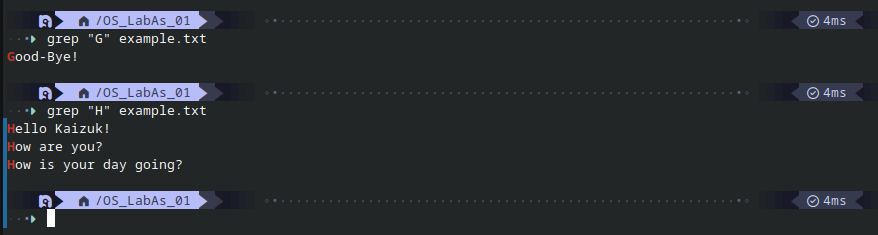 /OS_LabAs_01 4ms
grep "G" example.txt
Good-Bye!
/OS_LabAs_01 4ms
grep "H" example.txt
Hello Kaizuk!
How are you?
How is your day going?
/OS_LabAs_01 4ms